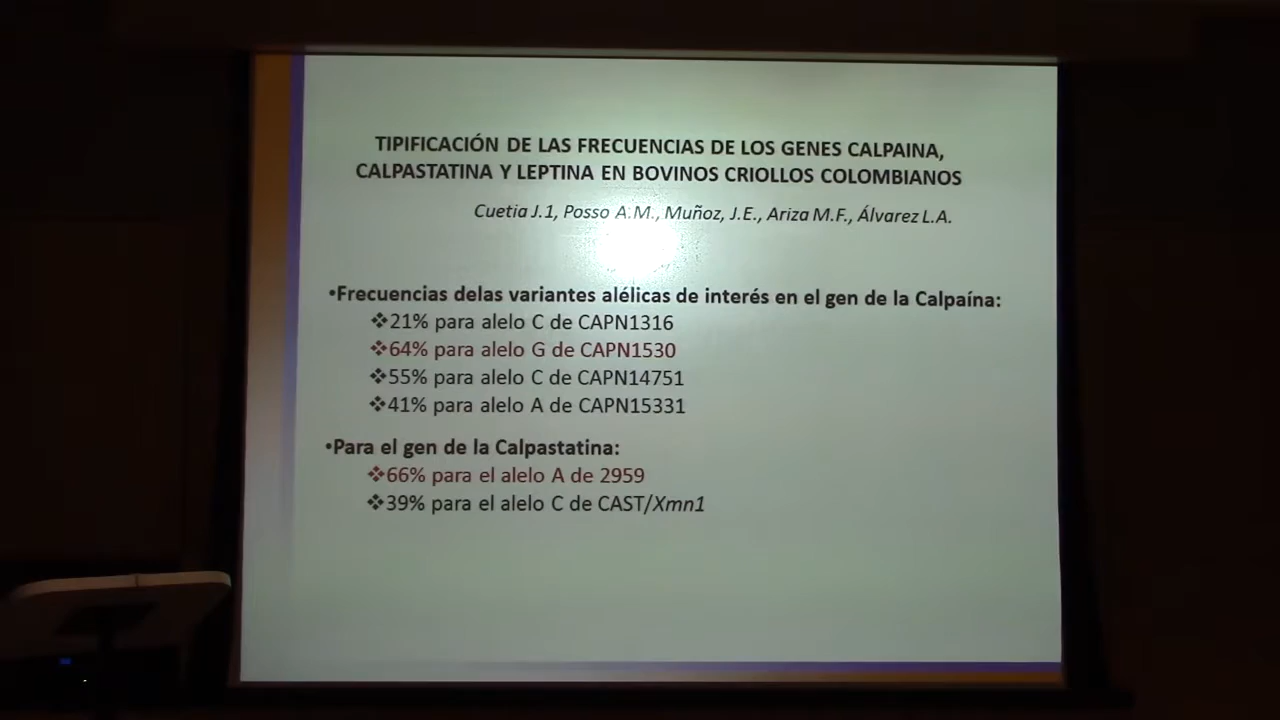 TIPIFICACIÓN DE LAS FRECUENCIAS DE LOS GENES CALPAINA,
CALPASTATINA Y LEPTINA EN BOVINOS CRIOLLOS COLOMBIANOS
Cuetia J.1, Posso A.M., Muñoz, J.E., Ariza M.F., Álvarez L.A.
•Frecuencias delas variantes alélicas de interés en el gen de la Calpaína:
❖21% para alelo C de CAPN1316
❖64% para alelo G de CAPN1530
❖55% para alelo C de CAPN14751
❖41% para alelo A de CAPN15331
•Para el gen de la Calpastatina:
❖66% para el alelo A de 2959
❖39% para el alelo C de CAST/Xmn1